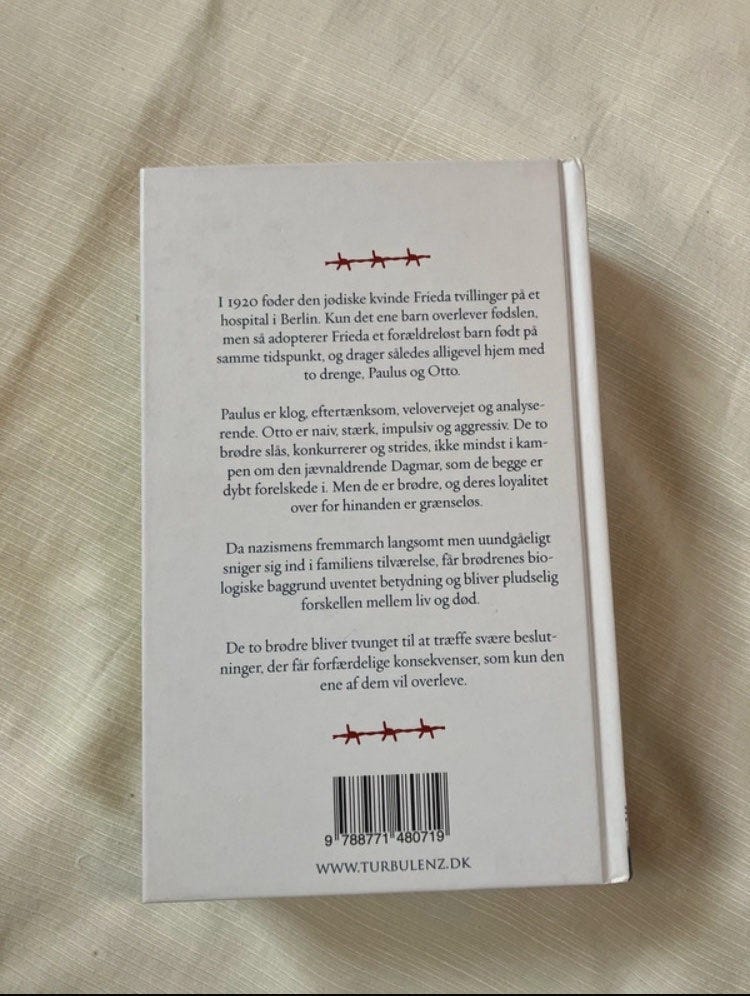 I 1920 føder den jødiske kvinde Frieda tvillinger på et
hospital i Berlin. Kun det ene barn overlever fødslen,
men så adopterer Frieda et forældreløst barn født på
samme tidspunkt, og drager således alligevel hjem med
to drenge, Paulus og Otto.
Paulus er klog, eftertænksom, velovervejet og analyse-
rende. Otto er naiv, stærk, impulsiv og aggressiv. De to
brødre slås, konkurrerer og strides, ikke mindst i kam-
pen om den jævnaldrende Dagmar, som de begge er
dybt forelskede i. Men de er brødre, og deres loyalitet
over for hinanden er grænseløs.
Da nazismens fremmarch langsomt men uundgåeligt
sniger sig ind i familiens tilværelse, får brødrenes bio-
logiske baggrund uventet betydning og bliver pludselig
forskellen mellem liv og død.
De to brødre bliver tvunget til at træffe svære beslut-
ninger, der får forfærdelige konsekvenser, som kun den
ene af dem vil overleve.
9 788771 480719
WWW.TURBULENZ.DK